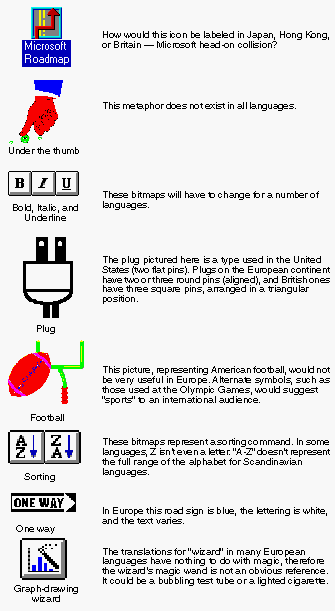 How would this icon be labeled in Japan, Hong Kong,
or Britain — Microsoft head-on collision?
Microsoft
Roadmap
This metaphor does not exist in all languages.
Under the thumb
B I U
These bitmaps will have to change for a number of
languages.
Bold, Italic, and
Underline
The plug pictured here is a type used in the United
States (two flat pins). Plugs on the European continent
have two or three round pins (aligned), and British ones
have three square pins, arranged in a triangular
position.
Plug
This picture, representing American football, would not
be very useful in Europe. Alternate symbols, such as
those used at the Olympic Games, would suggest
"sports" to an international audience.
Football
A Z
Z A
These bitmaps represent a sorting command. In some
languages, Z isn't even a letter. "A-Z" doesn't represent
the full range of the alphabet for Scandinavian
languages.
Sorting
ONE WAY
In Europe this road sign is blue, the lettering is white,
and the text varies.
One way
The translations for "wizard" in many European
languages have nothing to do with magic, therefore
the wizard's magic wand is not an obvious reference.
It could be a bubbling test tube or a lighted cigarette.
Graph-drawing
wizard